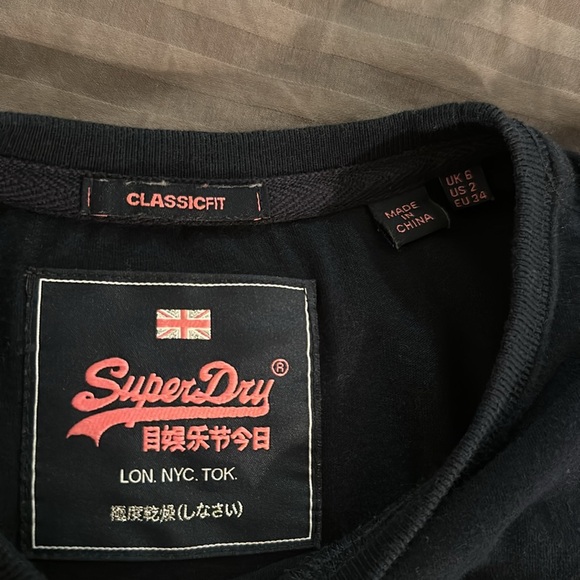 CLASSICFIT
MADE
IN
CHINA
UK 6
US 2
EU 34
SuperDry®
目娱乐节今日
LON. NYC. TOK.
極度乾燥(しなさい)